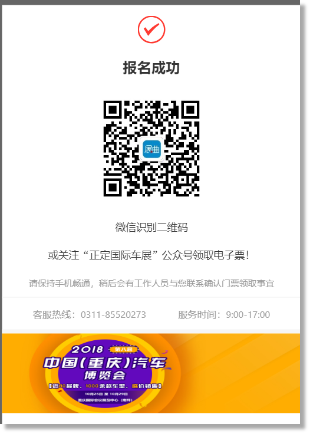 报名成功
微信识别二维码
或关注“正定国际车展”公众号领取电子票！
请保持手机畅通，稍后会有工作人员与您联系确认门票领取事宜
客服热线：0311-85520273 服务时间：9:00-17:00
2018
中国(重庆)汽车
博览会